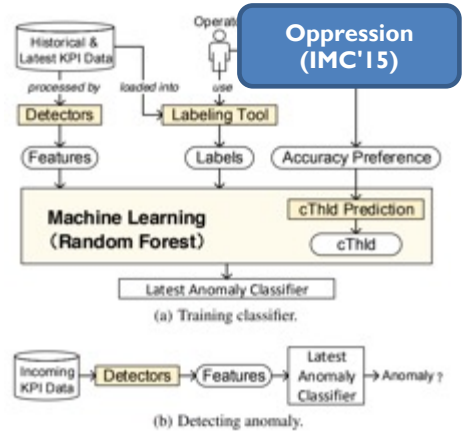 Operato
Oppression
(IMC'15)
Historical &
Latest KPI Data
processed by
loaded into
use
Detectors
Labeling Tool
Features
Labels
Accuracy Preference
Machine Learning
(Random Forest)
cThld Prediction
cThld
Latest Anomaly Classifier
(a) Training classifier.
Incoming
KPI Data
Detectors
Features
Latest
Anomaly
Classifier
Anomaly?
(b) Detecting anomaly.